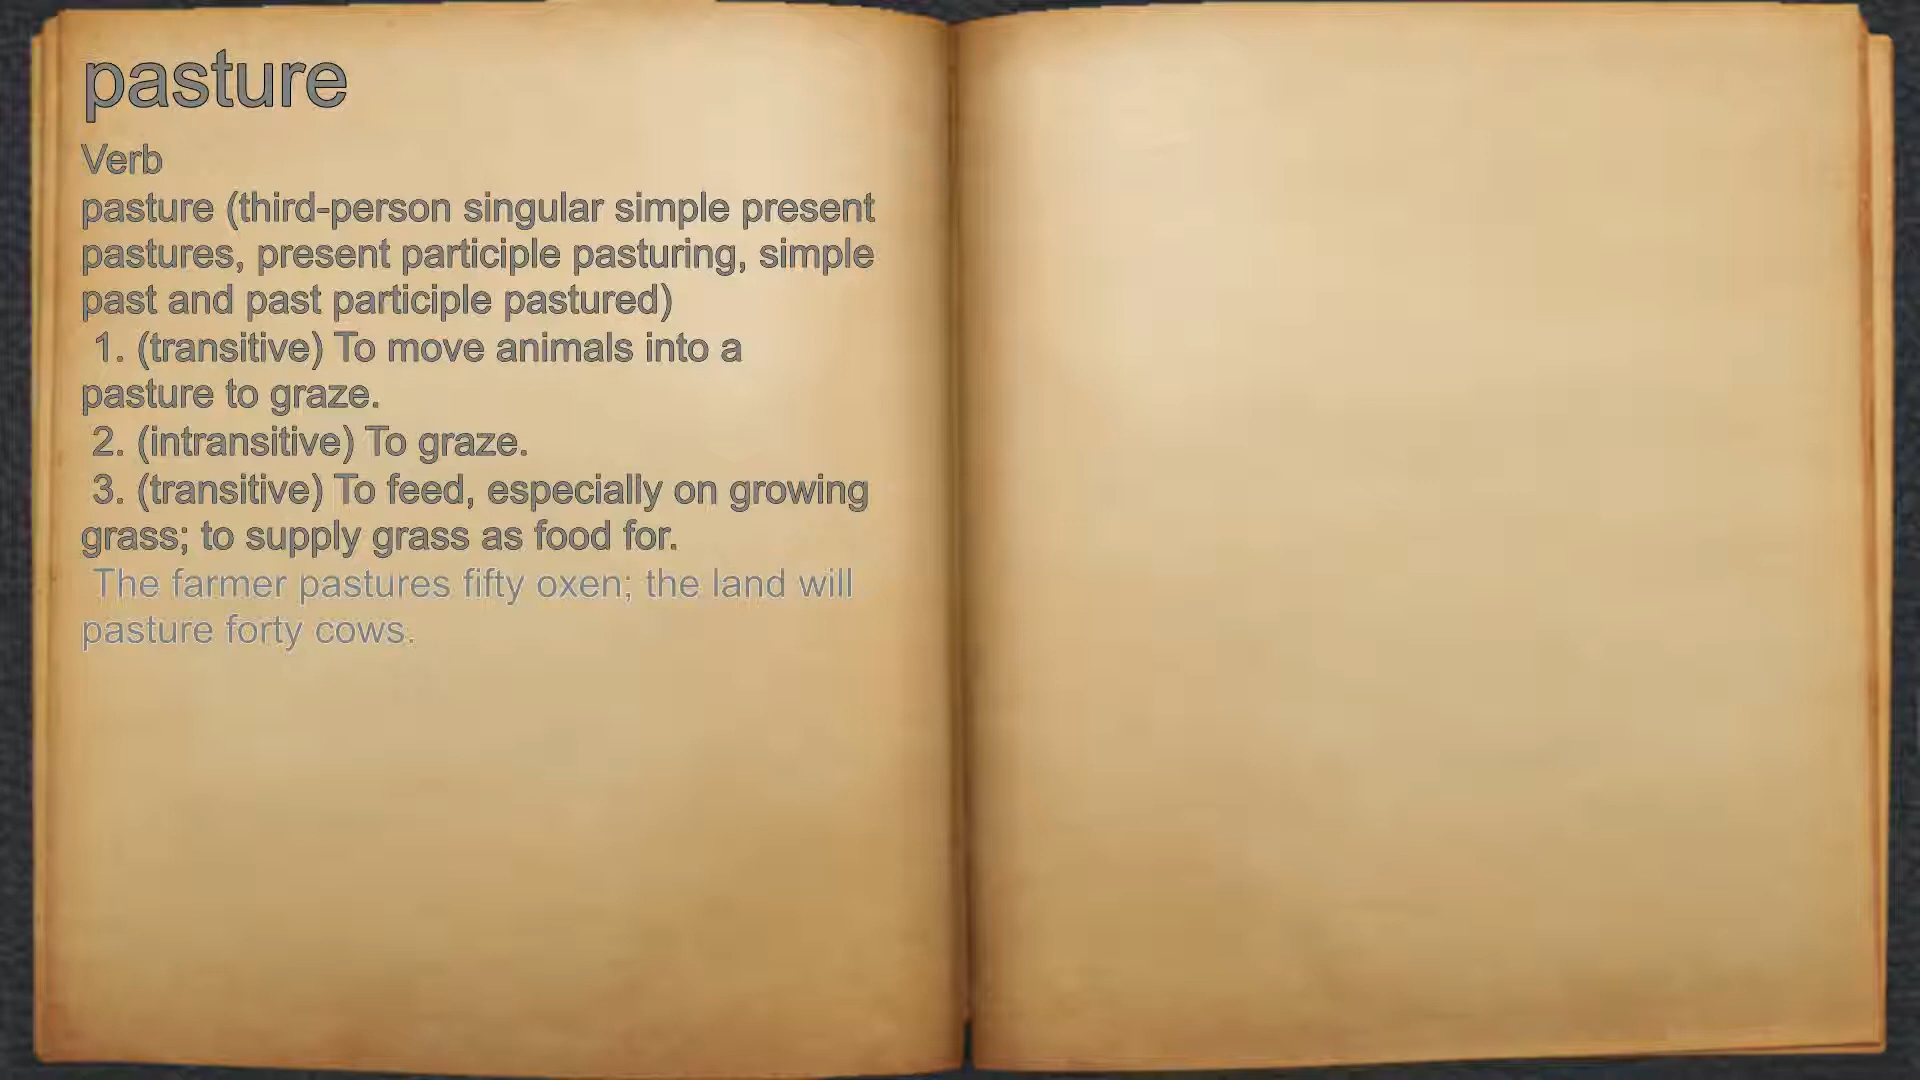 pasture
Verb
pasture (third-person singular simple present
pastures, present participle pasturing, simple
past and past participle pastured)
1. (transitive) To move animals into a
pasture to graze.
2. (intransitive) To graze.
3. (transitive) To feed, especially on growing
grass; to supply grass as food for.
The farmer pastures fifty oxen; the land will
pasture forty cows.